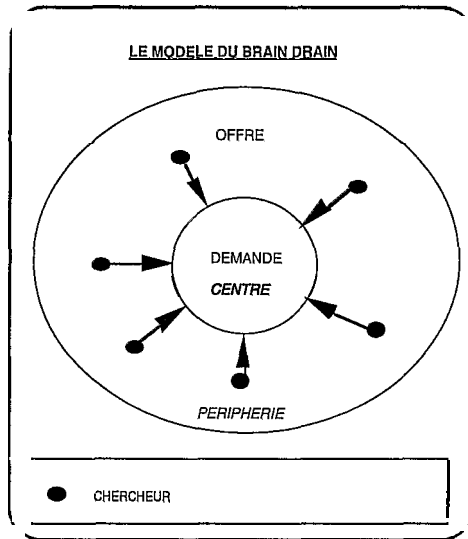 LE MODELE DU BRAIN DRAIN
OFFRE
DEMANDE
CENTRE
PERIPHERIE
CHERCHEUR